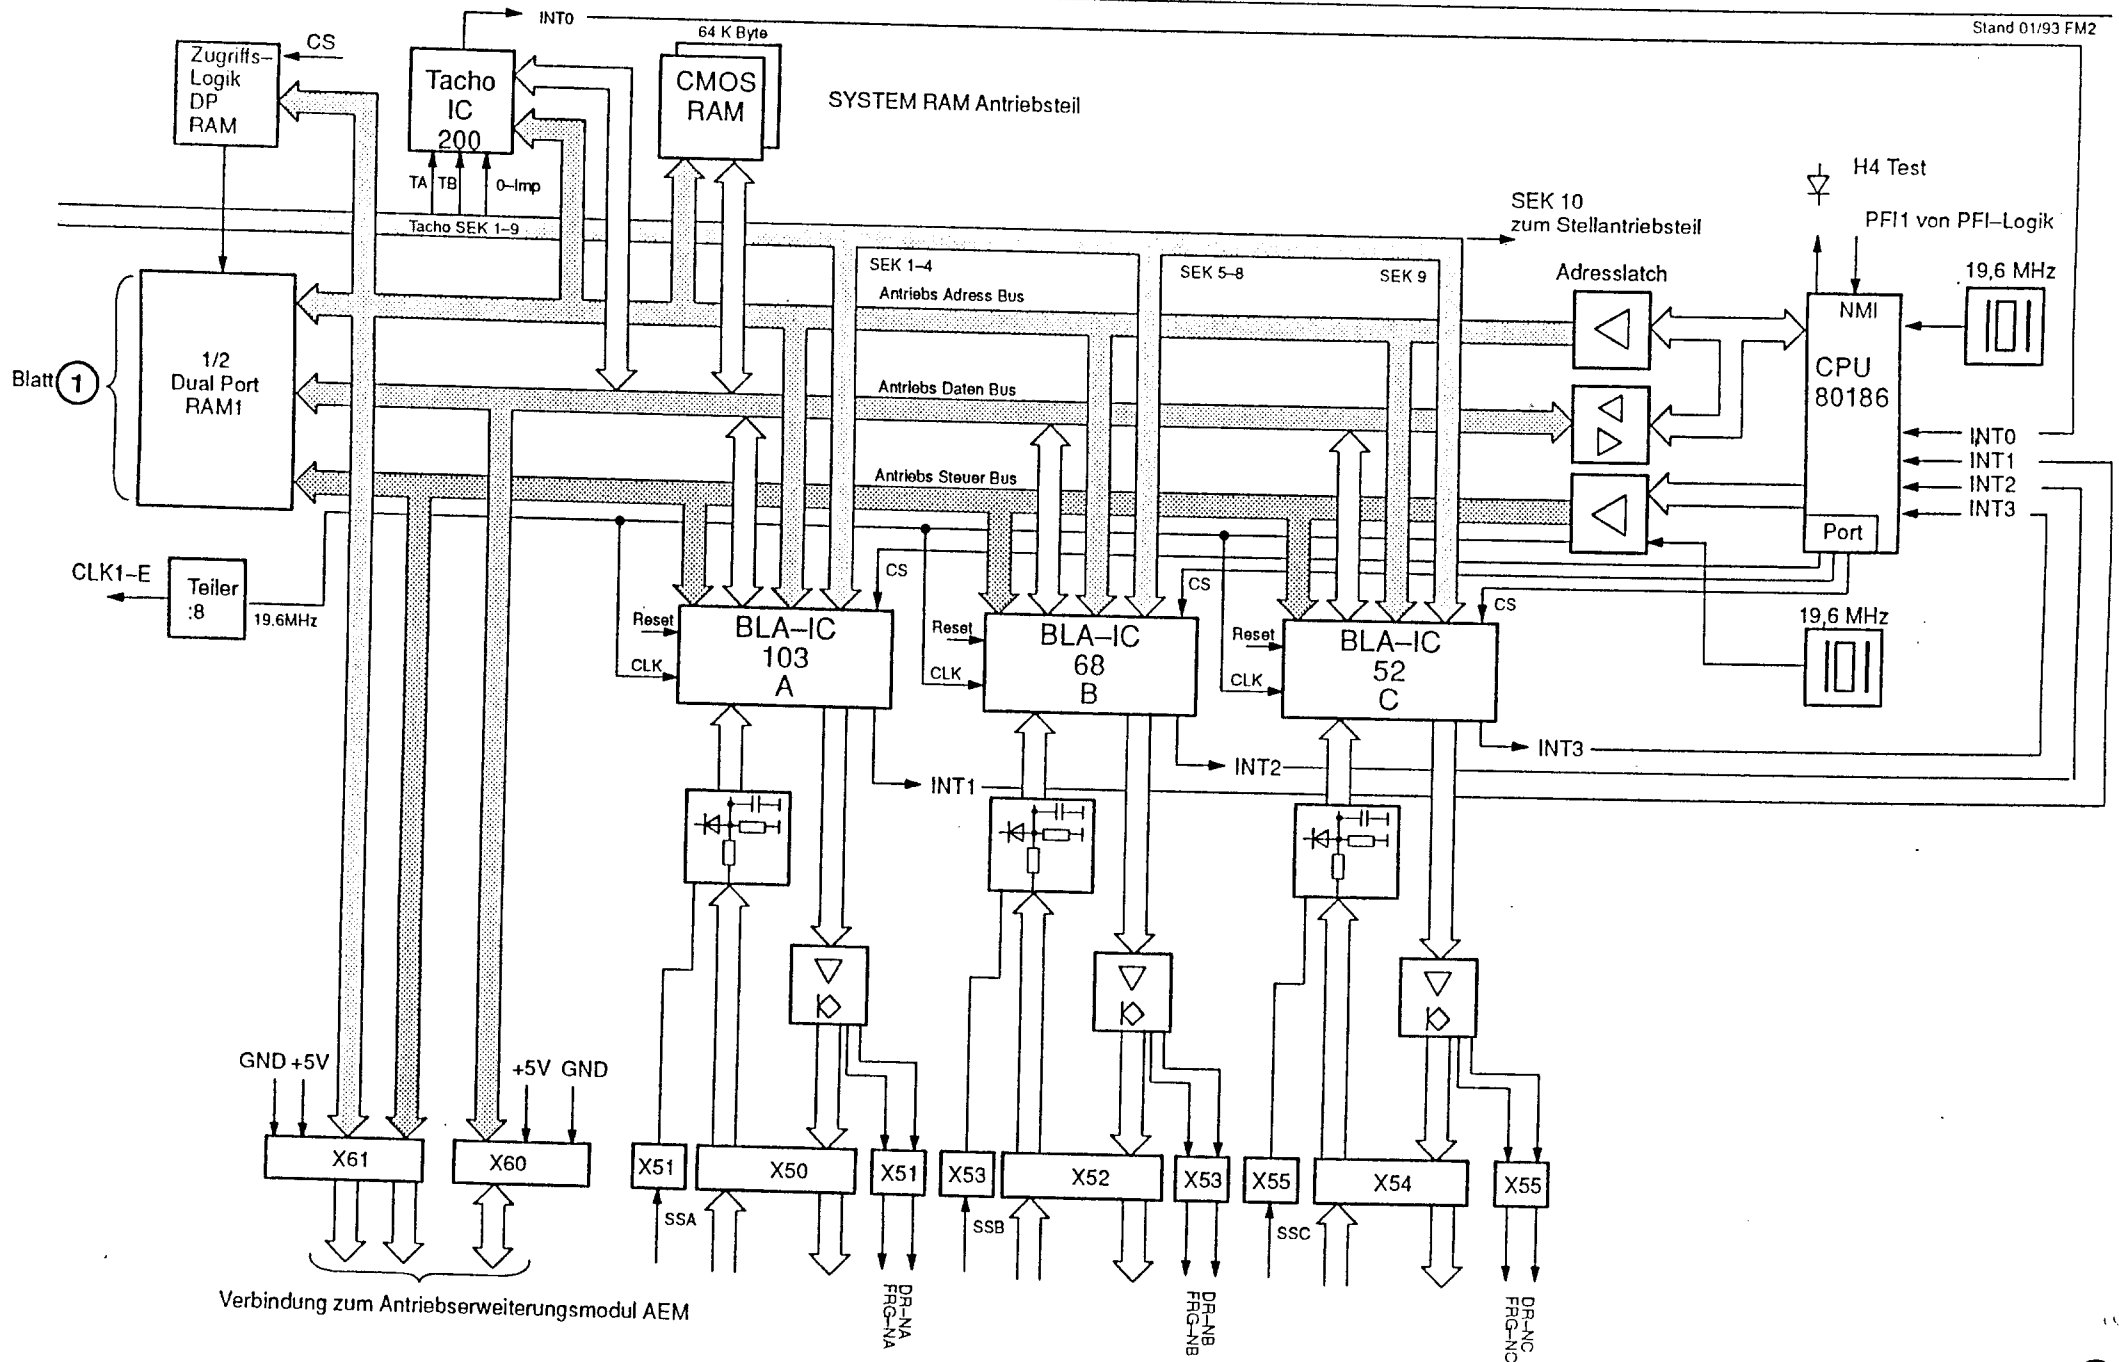 Stand 01/93 FM2
INT0
64 K Byte
Zugriffs–
Logik
DP
RAM
CS
Tacho
IC
200
CMOS
RAM
SYSTEM RAM Antriebsteil
TA
TB
0–Imp
H4 Test
SEK 10
zum Stellantriebsteil
PFI1 von PFI–Logik
Tacho SEK 1–9
SEK 1–4
SEK 5–8
SEK 9
Adresslatch
19,6 MHz
Antriebs Adress Bus
NMI
CPU
80186
1/2
Dual Port
RAM1
Blatt 1
Antriebs Daten Bus
INT0
INT1
INT2
INT3
Antriebs Steuer Bus
Port
CLK1–E
Teiler
:8
19.6MHz
CS
CS
CS
19,6 MHz
Reset
CLK
BLA–IC
103
A
Reset
CLK
BLA–IC
68
B
Reset
CLK
BLA–IC
52
C
INT1
INT2
INT3
GND +5V
+5V GND
X61
X60
X51
X50
X51
X53
X52
X53
X55
X54
X55
SSA
SSB
SSC
DR–NA
FRG–NA
DR–NB
FRG–NB
DR–NC
FRG–NC
Verbindung zum Antriebserweiterungsmodul AEM